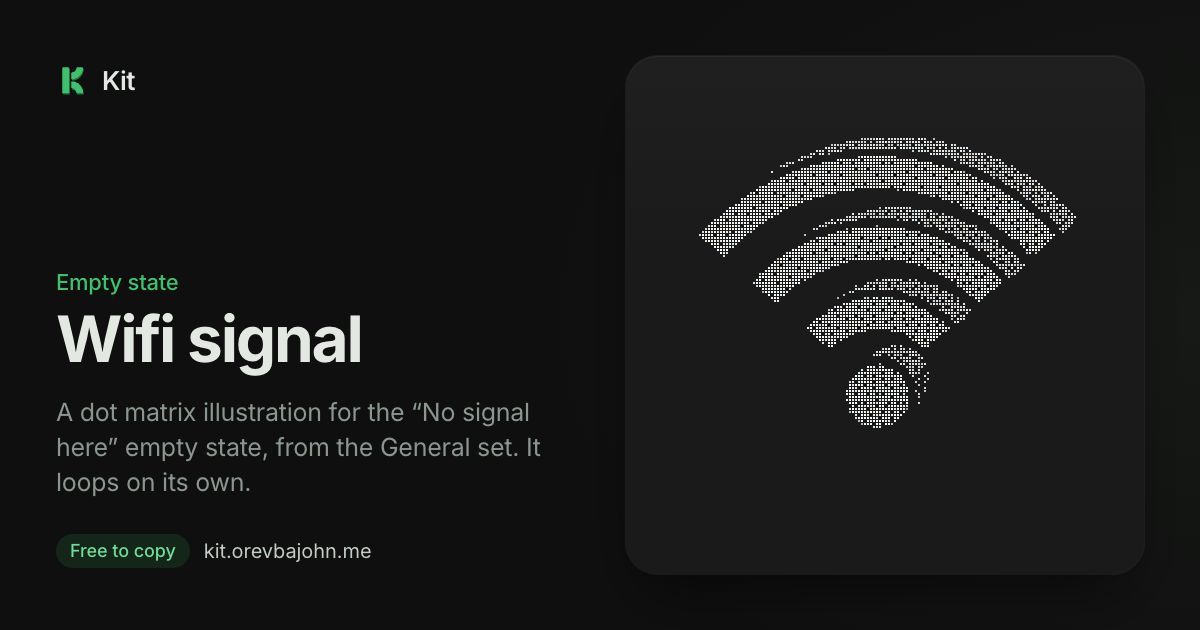 Kit
Empty state
Wifi signal
A dot matrix illustration for the “No signal
here” empty state, from the General set. It
loops on its own.
Free to copy
kit.orevbajohn.me